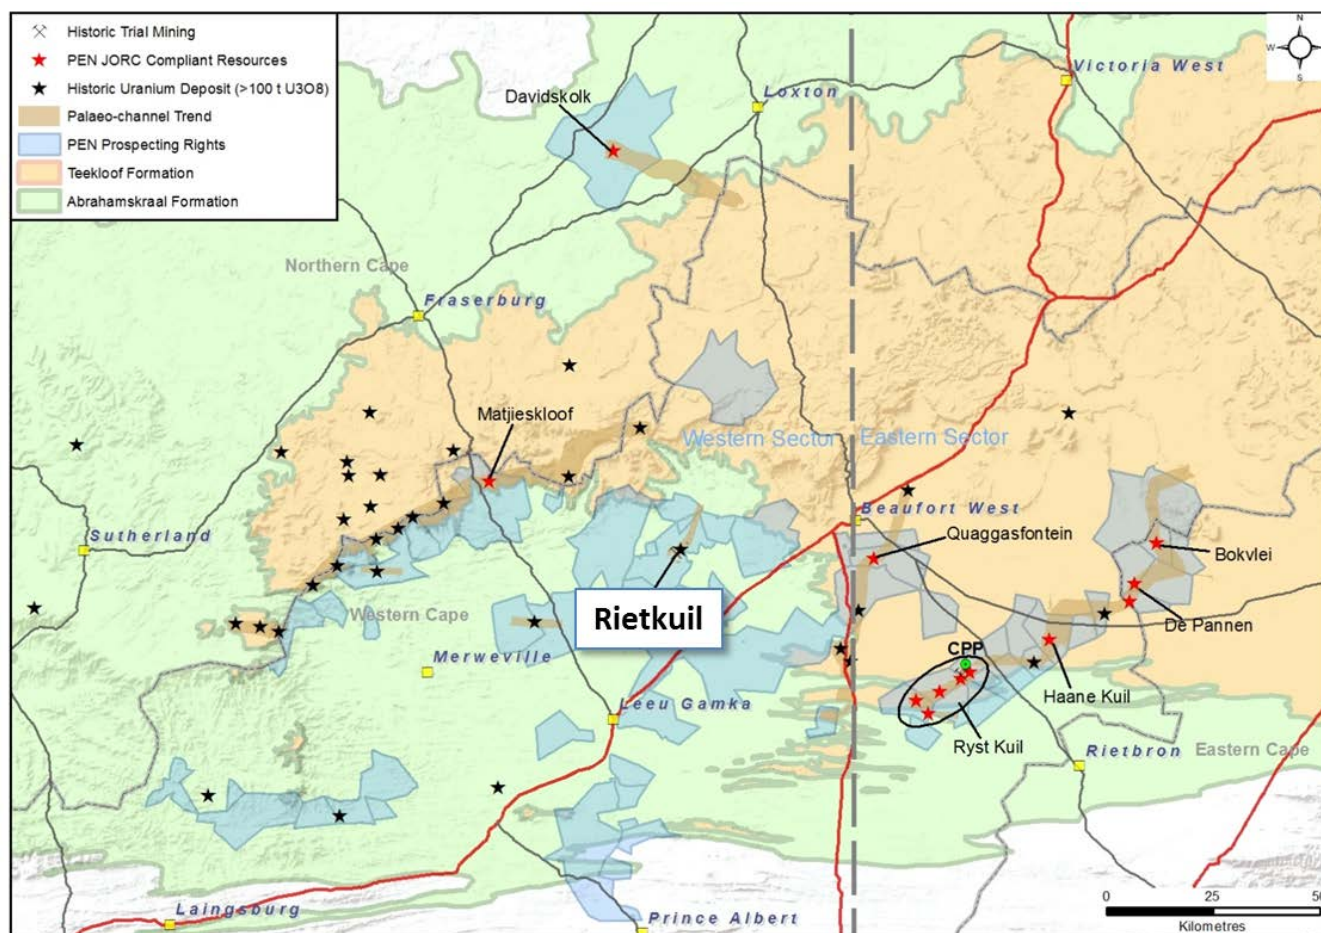 Historic Trial Mining
PEN JORC Compliant Resources
Historic Uranium Deposit (>100 t U3O8)
Palaeo-channel Trend
PEN Prospecting Rights
Teekloof Formation
Abrahamskraal Formation
N
W
E
S
Victoria West
Davidskolk
Loxton
Northern Cape
Fraserburg
Matjieskloof
Western Sector
Eastern Sector
Beaufort West
Sutherland
Quaggasfontein
Bokvlei
Rietkuil
Western Cape
De Pannen
CPP
Merweville
Haane Kuil
Leeu Gamka
Ryst Kuil
Rietbron
Eastern Cape
0 25 50
Kilometres
Laingsburg
Prince Albert